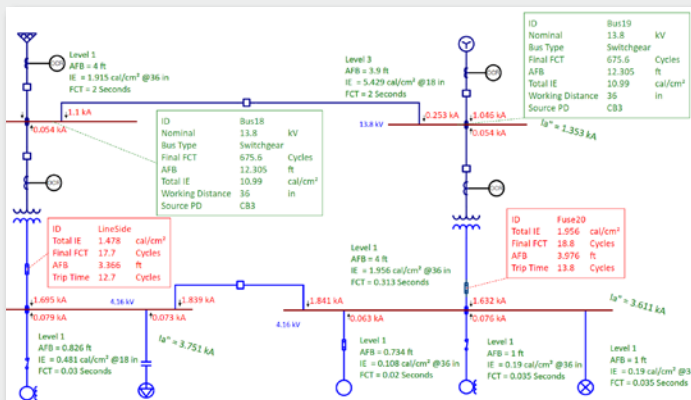 Level 1
AFB = 4 ft
IE = 1.915 cal/cm² @36 in
FCT = 2 Seconds
OCR
Level 3
AFB = 3.9 ft
IE = 5.429 cal/cm² @18 in
FCT = 2 Seconds
OCR
ID Bus19
Nominal 13.8 kV
Bus Type Switchgear
Final FCT 675.6 Cycles
AFB 12.305 ft
Total IE 10.99 cal/cm²
Working Distance 36 in
Source PD CB3
1.1 kA
0.054 kA
0.253 kA
1.046 kA
13.8 kV
0.054 kA
Ia" = 1.353 kA
ID Bus18
Nominal 13.8 kV
Bus Type Switchgear
Final FCT 675.6 Cycles
AFB 12.305 ft
Total IE 10.99 cal/cm²
Working Distance 36 in
Source PD CB3
OCR
OCR
ID LineSide
Total IE 1.478 cal/cm²
Final FCT 17.7 Cycles
AFB 3.366 ft
Trip Time 12.7 Cycles
ID Fuse20
Total IE 1.956 cal/cm²
Final FCT 18.8 Cycles
AFB 3.976 ft
Trip Time 13.8 Cycles
Level 1
AFB = 4 ft
IE = 1.956 cal/cm² @36 in
FCT = 0.313 Seconds
1.695 kA
4.16 kV
1.839 kA
0.079 kA
0.073 kA
Ia" = 3.751 kA
1.841 kA
4.16 kV
0.063 kA
1.632 kA
0.076 kA
Ia" = 3.611 kA
Level 1
AFB = 0.826 ft
IE = 0.481 cal/cm² @18 in
FCT = 0.03 Seconds
Level 1
AFB = 0.734 ft
IE = 0.108 cal/cm² @36 in
FCT = 0.02 Seconds
Level 1
AFB = 1 ft
IE = 0.19 cal/cm² @36 in
FCT = 0.035 Seconds
Level 1
AFB = 1 ft
IE = 0.19 cal/cm² @3
FCT = 0.035 Seconds